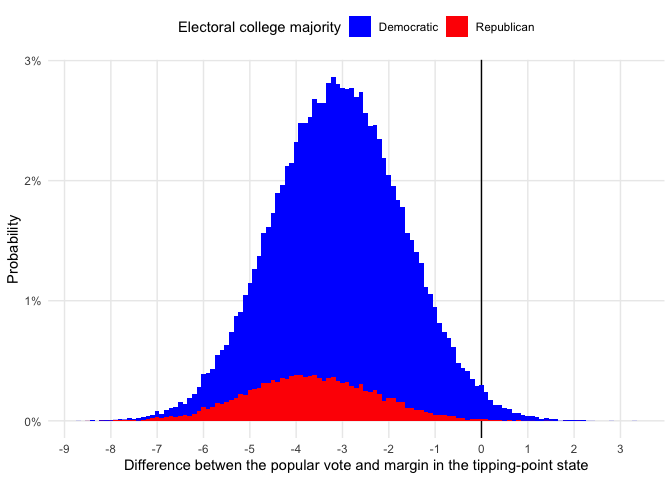 Electoral college majority Democratic Republican
3%
2%
1%
0%
Probability
-9 -8 -7 -6 -5 -4 -3 -2 -1 0 1 2 3
Difference betwen the popular vote and margin in the tipping-point state